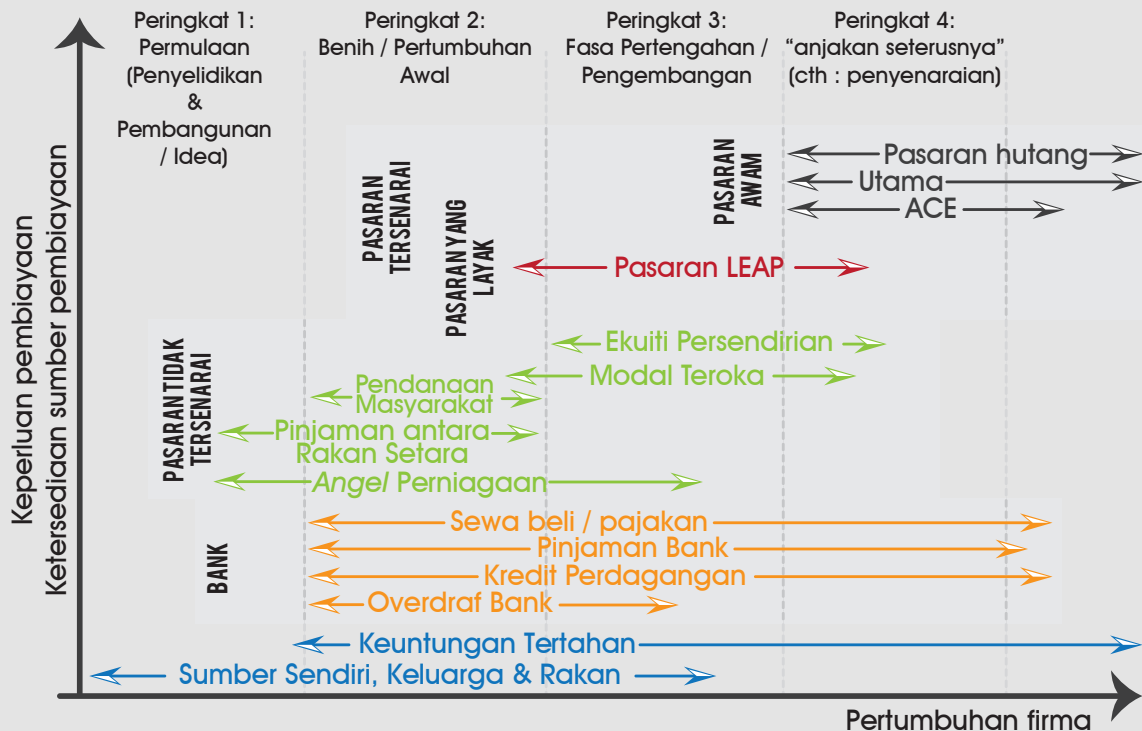 Peringkat 1:
Permulaan
(Penyelidikan
&
Pembangunan
/ Idea)
Peringkat 2:
Benih / Pertumbuhan
Awal
Peringkat 3:
Fasa Pertengahan /
Pengembangan
Peringkat 4:
“anjakan seterusnya”
(cth : penyenaraian)
Keperluan pembiayaan
Ketersediaan sumber pembiayaan
PASARAN
TERSENARAI
PASARAN YANG
LAYAK
PASARAN
AWAM
Pasaran hutang
Utama
ACE
Pasaran LEAP
PASARAN TIDAK
TERSENARAI
Ekuiti Persendirian
Modal Teroka
Pendanaan
Masyarakat
Pinjaman antara
Rakan Setara
Angel Perniagaan
BANK
Sewa beli / pajakan
Pinjaman Bank
Kredit Perdagangan
Overdraf Bank
Keuntungan Tertahan
Sumber Sendiri, Keluarga & Rakan
Pertumbuhan firma